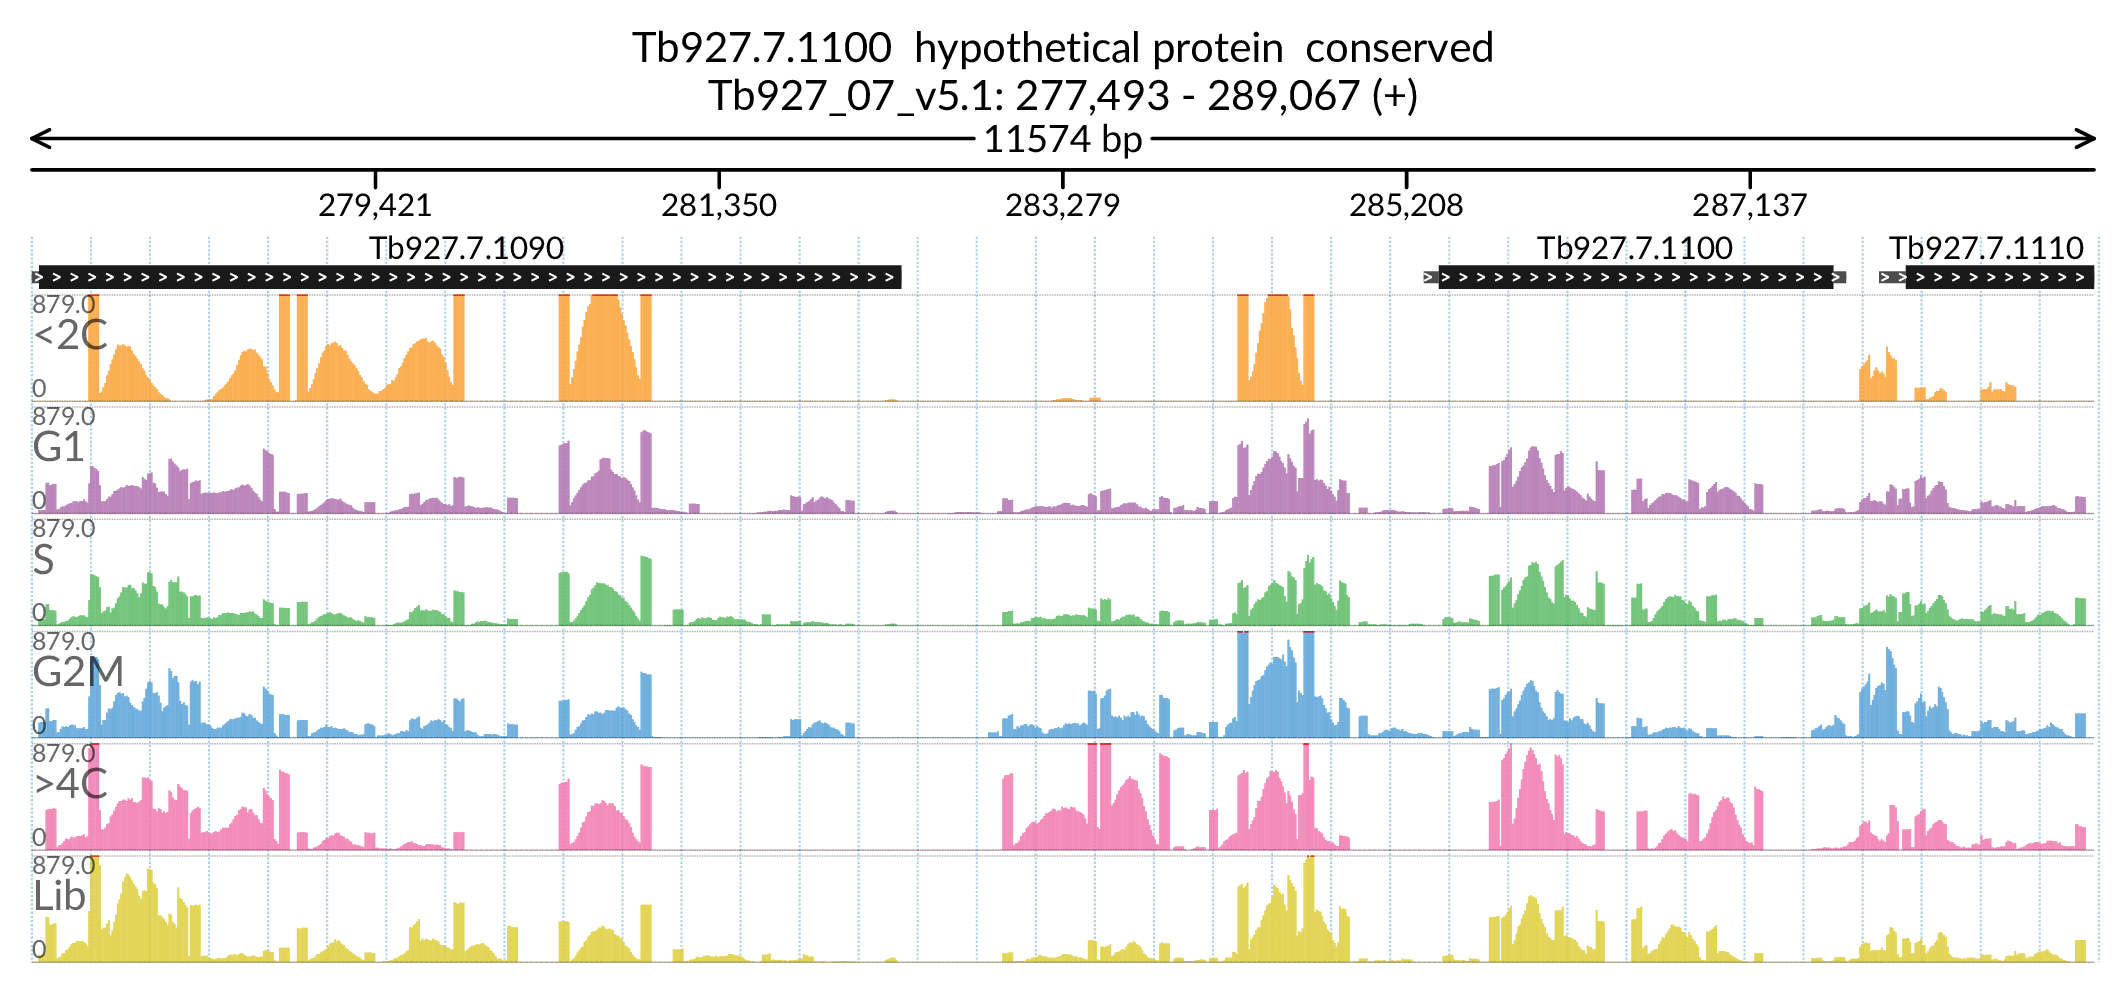 Tb927.7.1100  hypothetical protein  conserved
Tb927_07_v5.1: 277,493 - 289,067 (+)
11574 bp
279,421 281,350 283,279 285,208 287,137
Tb927.7.1090 Tb927.7.1100 Tb927.7.1110
879.0
<2C
0
879.0
G1
0
879.0
S
0
879.0
G2M
0
879.0
>4C
0
879.0
Lib
0